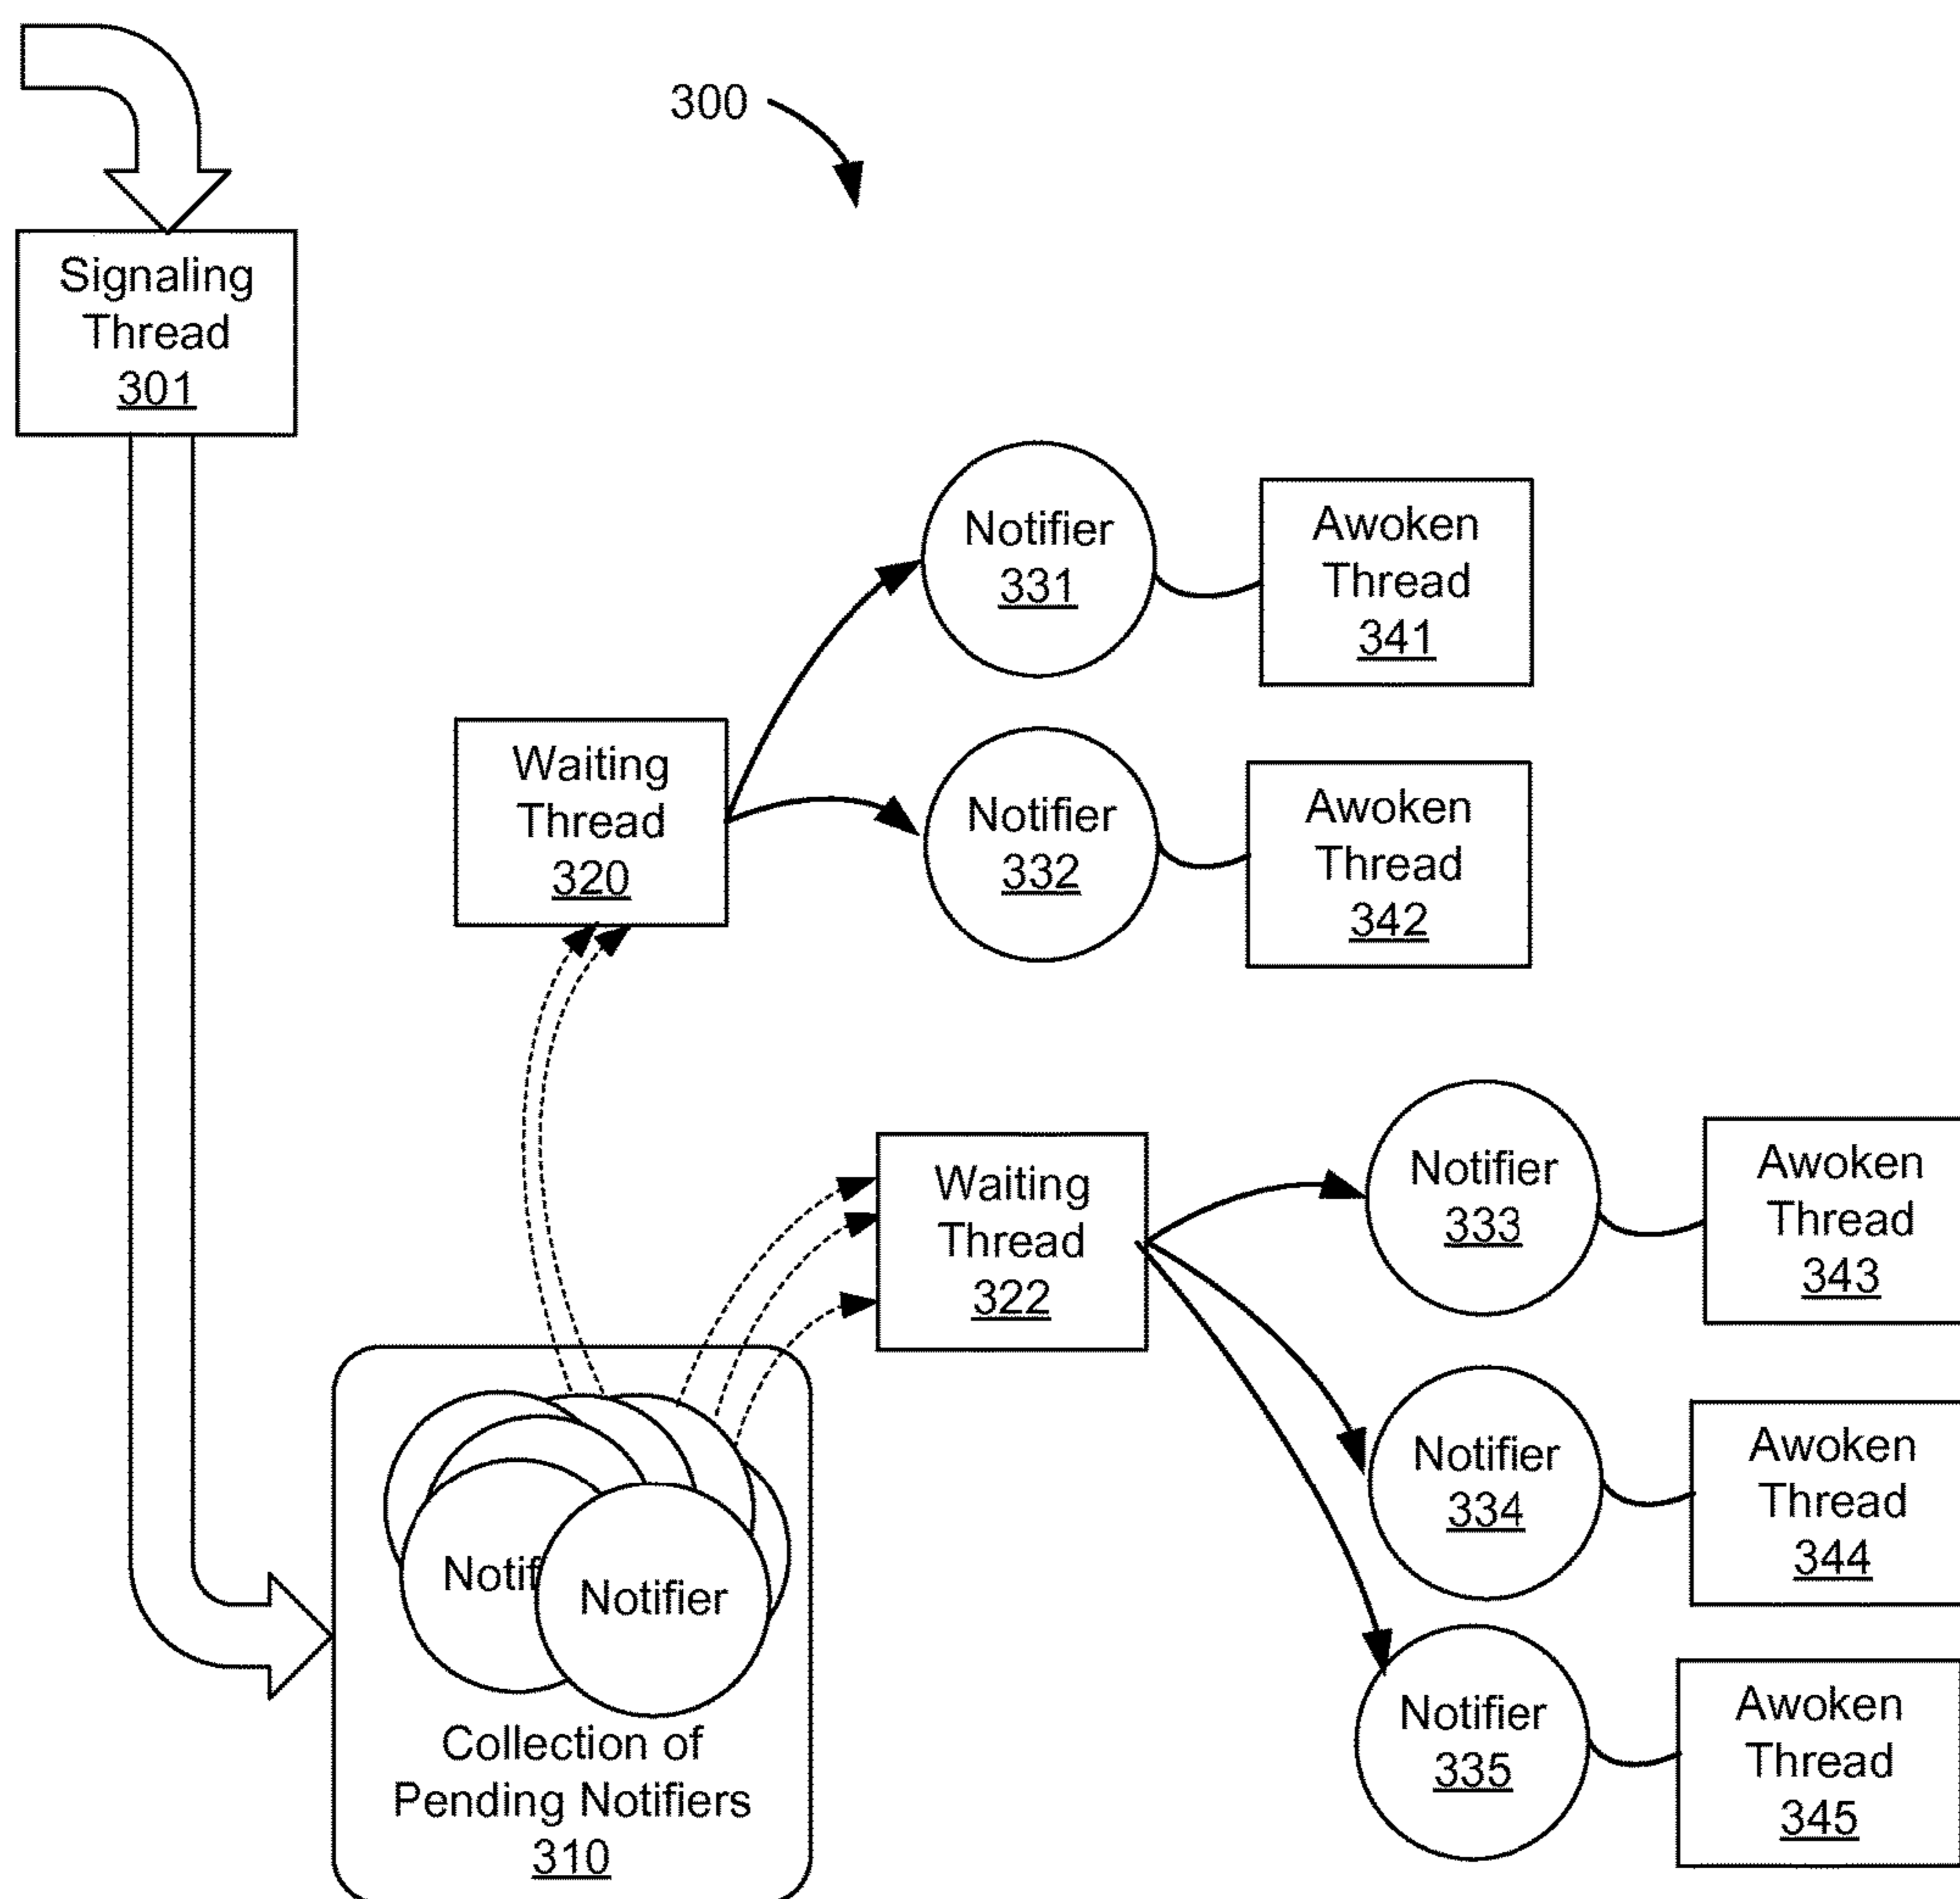 300
Signaling
Thread
301
Notifier
331
Awoken
Thread
341
Waiting
Thread
320
Notifier
332
Awoken
Thread
342
Waiting
Thread
322
Notifier
333
Awoken
Thread
343
Notifier
334
Awoken
Thread
344
Notifier
335
Awoken
Thread
345
Notif
Notifier
Collection of
Pending Notifiers
310